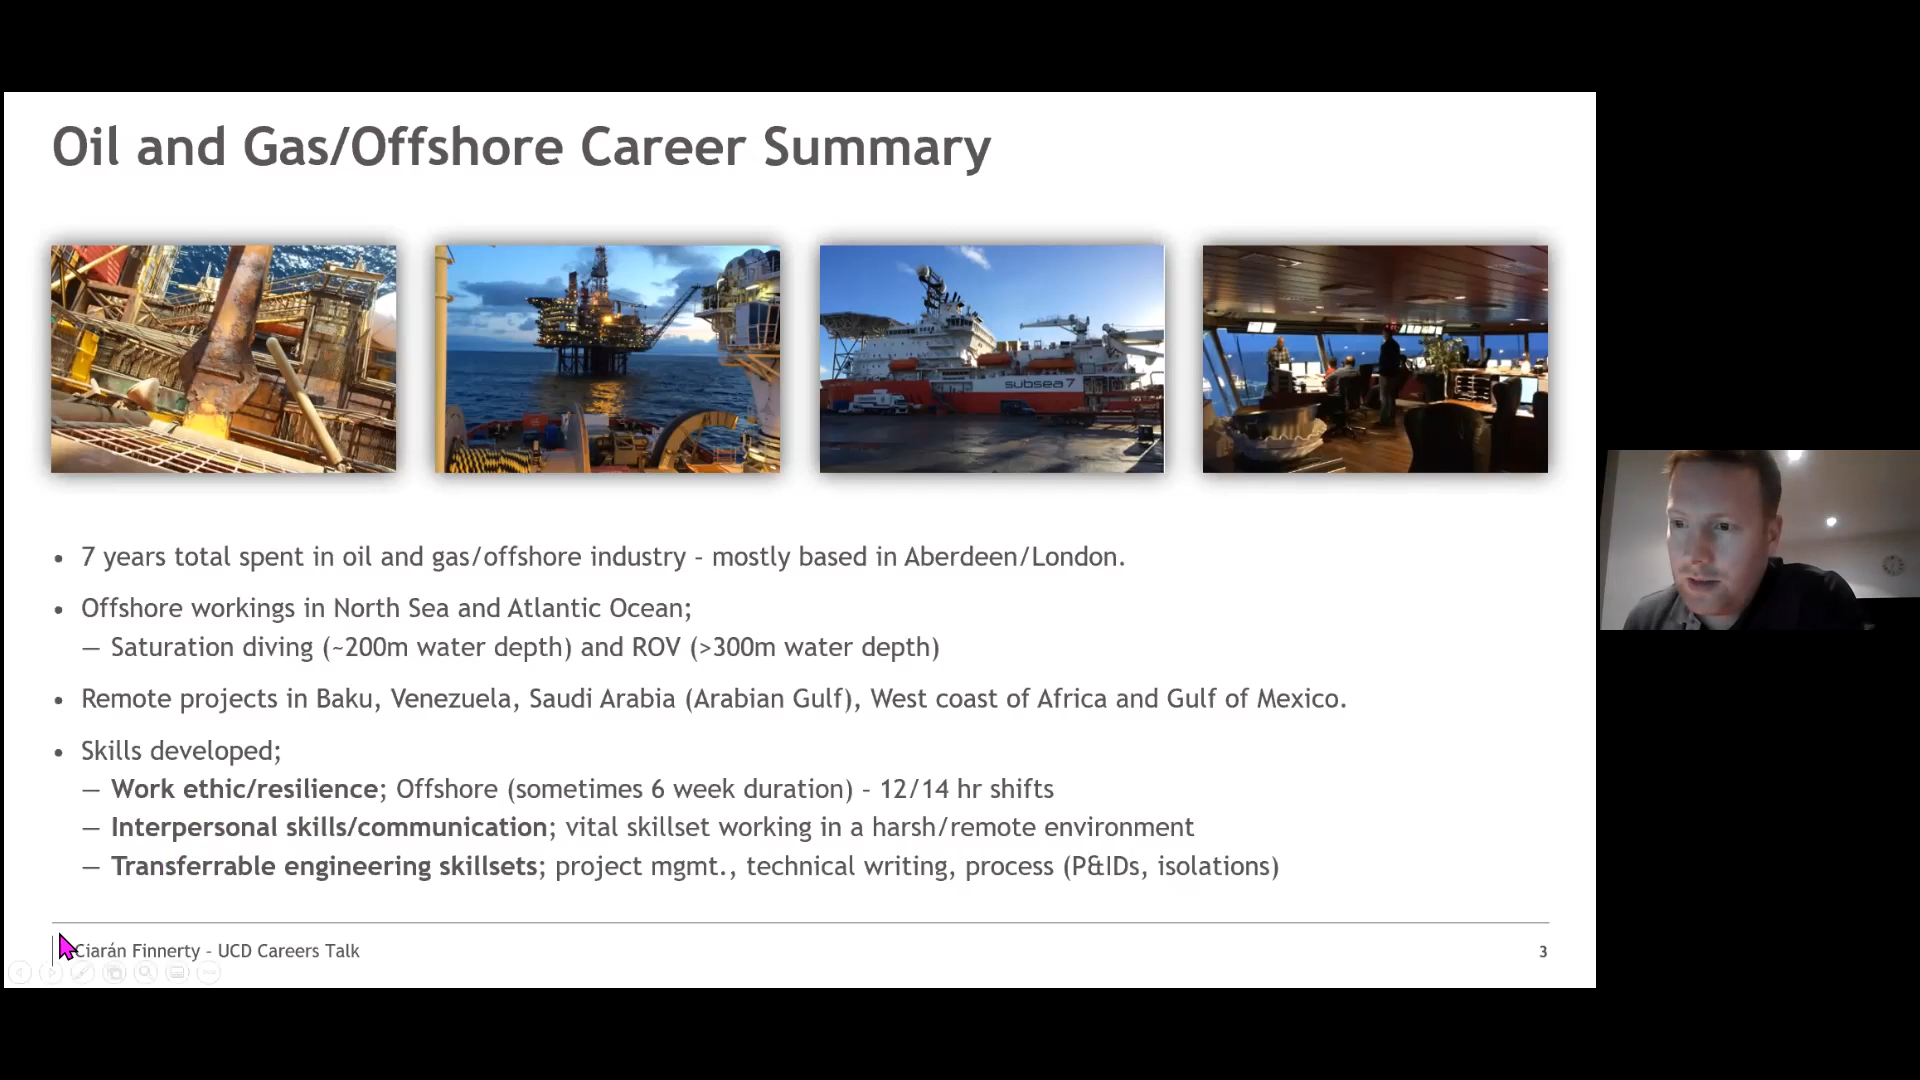 Oil and Gas/Offshore Career Summary
subsea 7
• 7 years total spent in oil and gas/offshore industry – mostly based in Aberdeen/London.
• Offshore workings in North Sea and Atlantic Ocean;
— Saturation diving (~200m water depth) and ROV (>300m water depth)
• Remote projects in Baku, Venezuela, Saudi Arabia (Arabian Gulf), West coast of Africa and Gulf of Mexico.
• Skills developed;
— Work ethic/resilience; Offshore (sometimes 6 week duration) – 12/14 hr shifts
— Interpersonal skills/communication; vital skillset working in a harsh/remote environment
— Transferrable engineering skillsets; project mgmt., technical writing, process (P&IDs, isolations)
Ciarán Finnerty - UCD Careers Talk
3